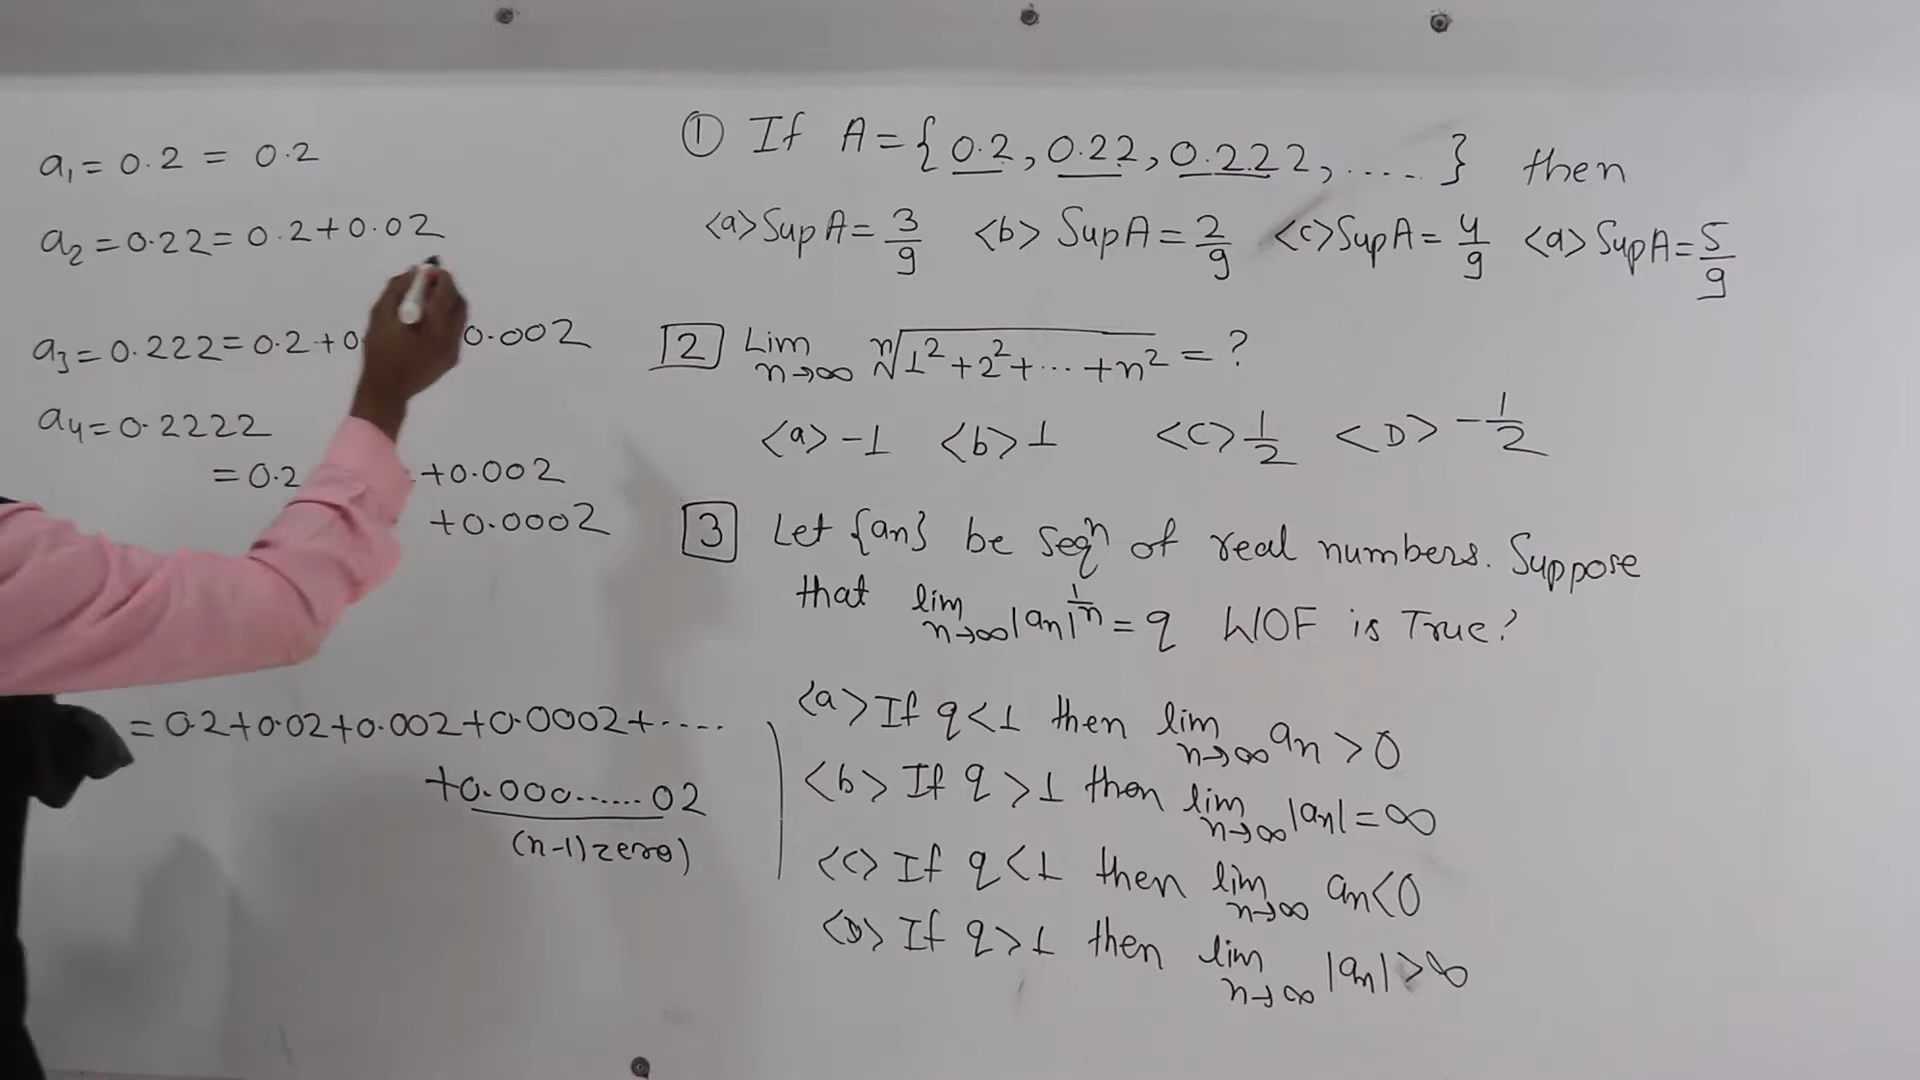 a₁ = 0.2 = 0.2
a₂ = 0.22 = 0.2 + 0.02
a₃ = 0.222 = 0.2 + 0 0.002
a₄ = 0.2222
= 0.2 + 0.002
+ 0.0002
= 0.2 + 0.02 + 0.002 + 0.0002 + ....
+ 0.000......02
(n-1) zero)
① If A = {0.2, 0.22, 0.222, .....} then
<a> Sup A = 3/9 <b> Sup A = 2/9 <c> Sup A = 4/9 <a> Sup A = 5/9
2 Lim n→∞ ⁿ√(1² + 2² + ... + n²) = ?
<a> -1 <b> 1 <C> 1/2 <D> -1/2
3 Let {an} be seqⁿ of real numbers. Suppose
that lim n→∞ |an|^(1/n) = q WOF is True?
<a> If q < 1 then lim n→∞ an > 0
<b> If q > 1 then lim n→∞ |an| = ∞
<C> If q < 1 then lim n→∞ an < 0
<D> If q > 1 then lim n→∞ |an| > ∞